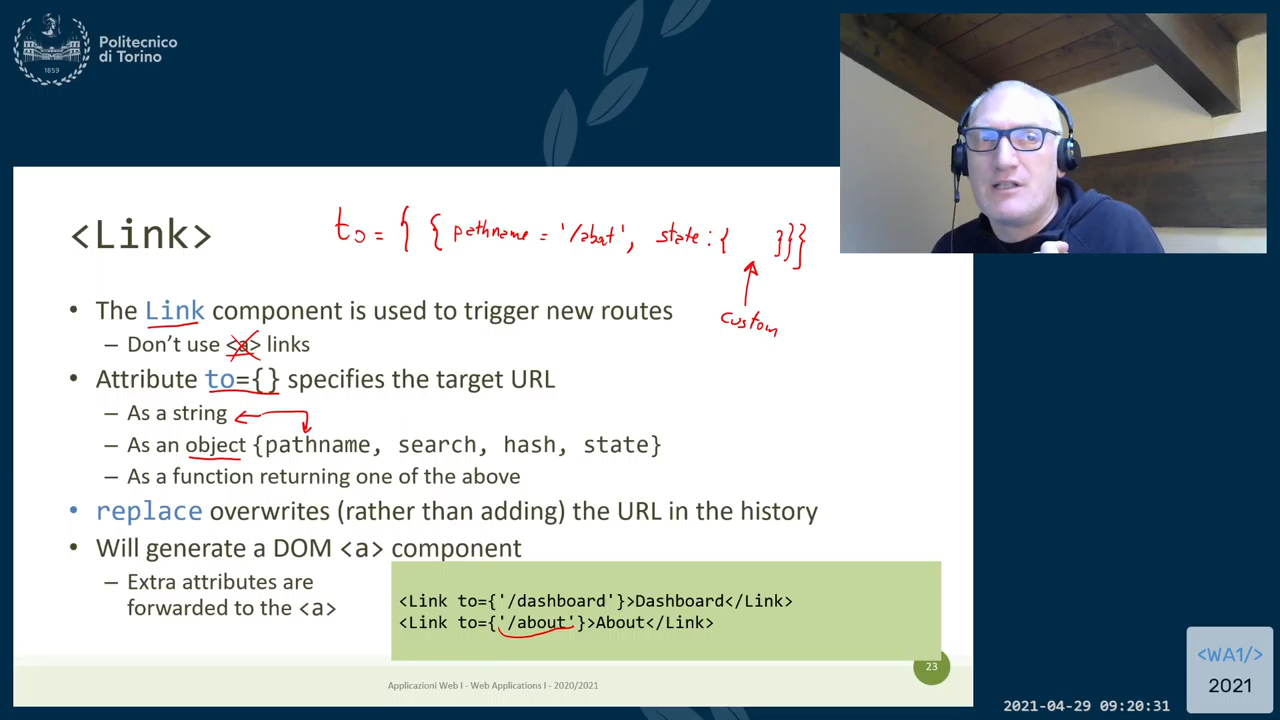 Politecnico
di Torino
1859
<Link>
to = { { pathname = '/about', state : { }}}
custom
• The Link component is used to trigger new routes
– Don't use <a> links
• Attribute to={} specifies the target URL
– As a string
– As an object {pathname, search, hash, state}
– As a function returning one of the above
• replace overwrites (rather than adding) the URL in the history
• Will generate a DOM <a> component
– Extra attributes are
forwarded to the <a>
<Link to={'/dashboard'}>Dashboard</Link>
<Link to={'/about'}>About</Link>
23
Applicazioni Web I - Web Applications I - 2020/2021
<WA1/>
2021
2021-04-29 09:20:31